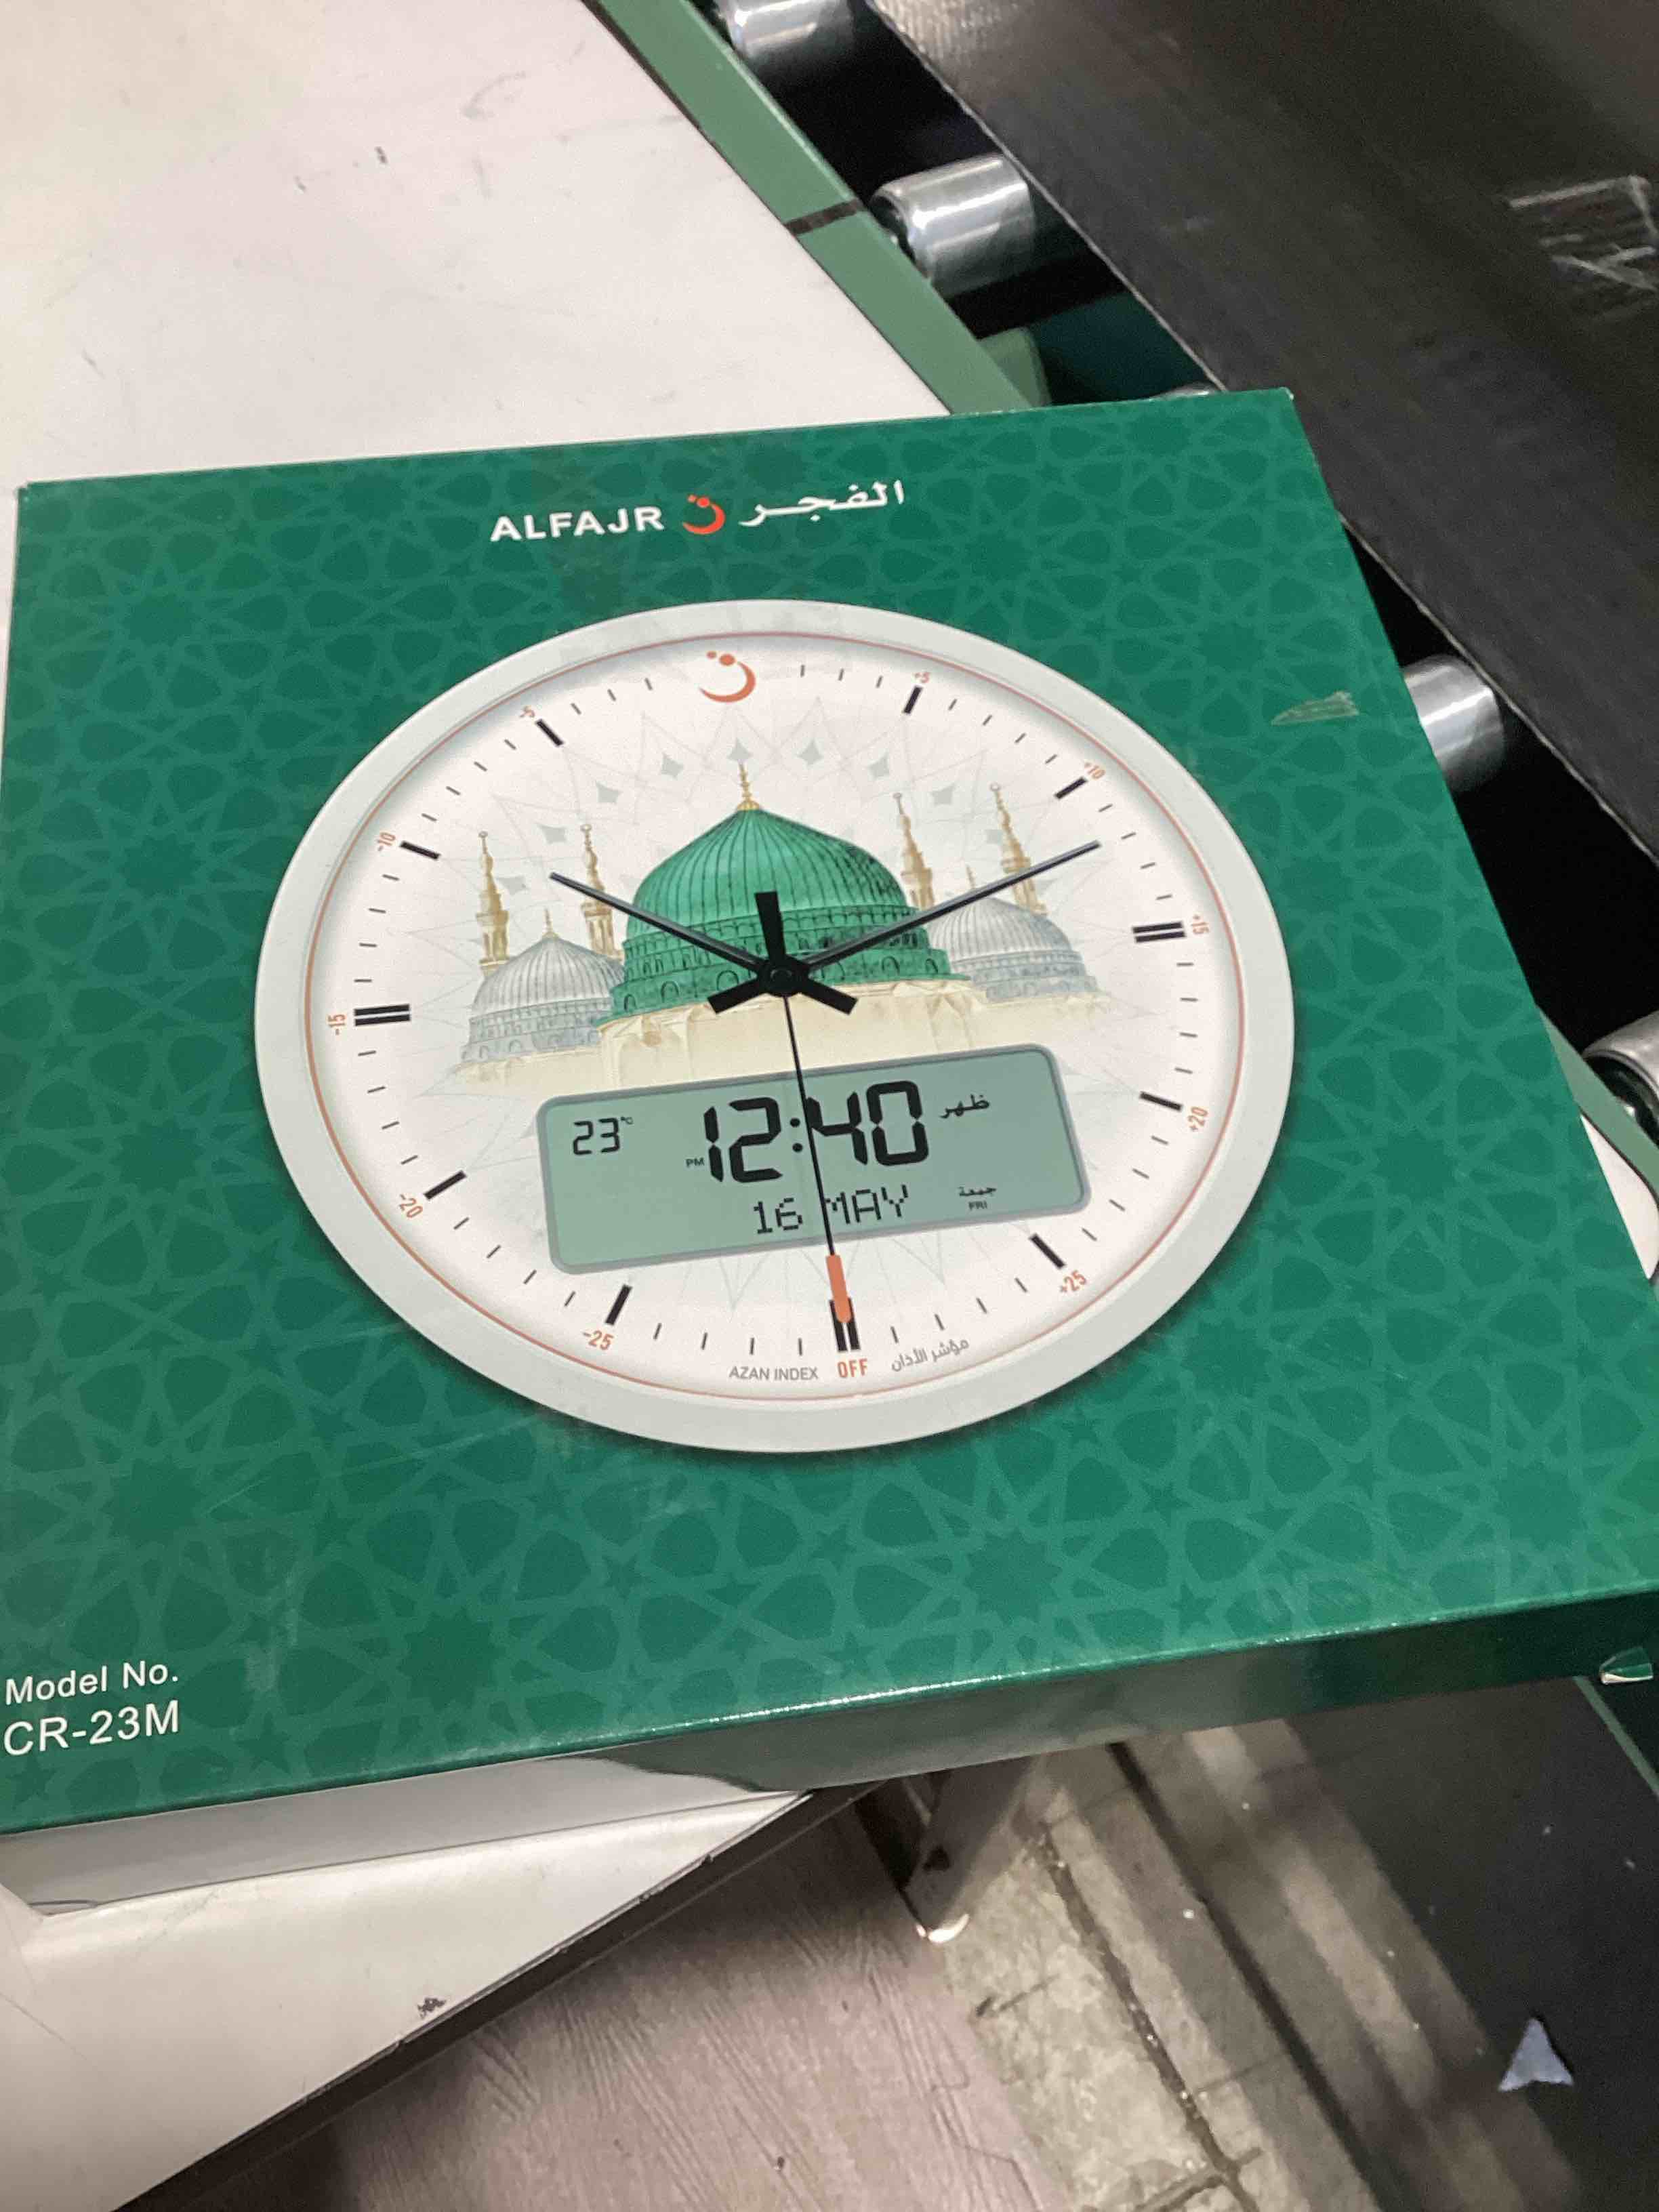 ALFAJR الفجر
-5 +5
-10 +10
-15 +15
-20 +20
-25 +25
23°C PM 12:40 ظهر
16 MAY جمعة
FRI
AZAN INDEX OFF مؤشر الأذان
Model No.
CR-23M